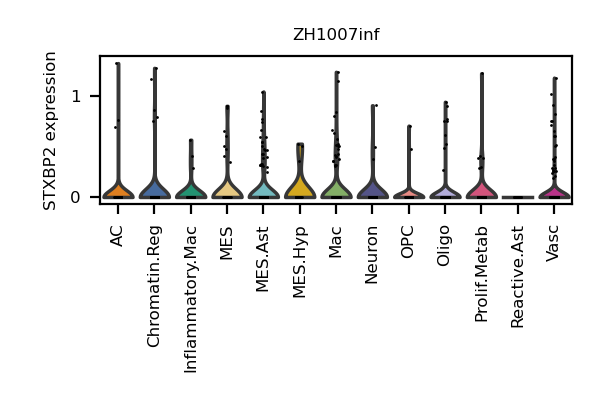 ZH1007inf
STXBP2 expression
1
0
AC
Chromatin.Reg
Inflammatory.Mac
MES
MES.Ast
MES.Hyp
Mac
Neuron
OPC
Oligo
Prolif.Metab
Reactive.Ast
Vasc